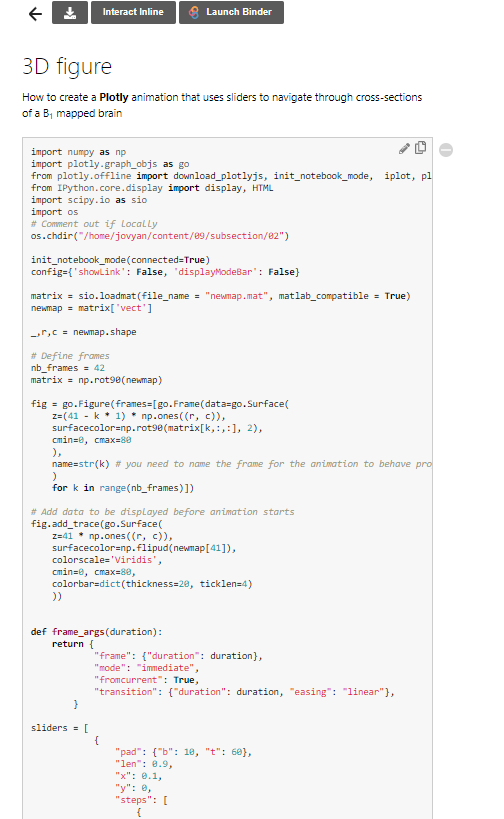 Interact Inline
Launch Binder
3D figure
How to create a Plotly animation that uses sliders to navigate through cross-sections
of a B₁ mapped brain
import numpy as np
import plotly.graph_objs as go
from plotly.offline import download_plotlyjs, init_notebook_mode,  iplot, pl
from IPython.core.display import display, HTML
import scipy.io as sio
import os
# Comment out if locally
os.chdir("/home/jovyan/content/09/subsection/02")
init_notebook_mode(connected=True)
config={'showLink': False, 'displayModeBar': False}
matrix = sio.loadmat(file_name = "newmap.mat", matlab_compatible = True)
newmap = matrix['vect']
_,r,c = newmap.shape
# Define frames
nb_frames = 42
matrix = np.rot90(newmap)
fig = go.Figure(frames=[go.Frame(data=go.Surface(
    z=(41 - k * 1) * np.ones((r, c)),
    surfacecolor=np.rot90(matrix[k,:,:], 2),
    cmin=0, cmax=80
    ),
    name=str(k) # you need to name the frame for the animation to behave pro
    )
    for k in range(nb_frames)])
# Add data to be displayed before animation starts
fig.add_trace(go.Surface(
    z=41 * np.ones((r, c)),
    surfacecolor=np.flipud(newmap[41]),
    colorscale='Viridis',
    cmin=0, cmax=80,
    colorbar=dict(thickness=20, ticklen=4)
    ))
def frame_args(duration):
    return {
            "frame": {"duration": duration},
            "mode": "immediate",
            "fromcurrent": True,
            "transition": {"duration": duration, "easing": "linear"},
        }
sliders = [
            {
                "pad": {"b": 10, "t": 60},
                "len": 0.9,
                "x": 0.1,
                "y": 0,
                "steps": [
                    {